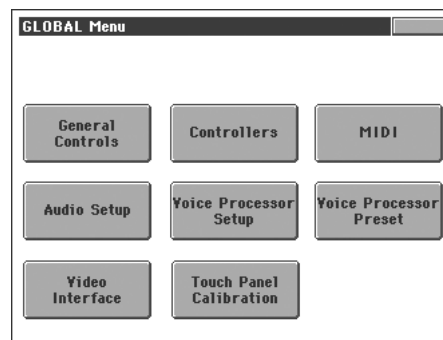 GLOBAL Menu
General
Controls
Controllers
MIDI
Audio Setup
Voice Processor
Setup
Voice Processor
Preset
Video
Interface
Touch Panel
Calibration